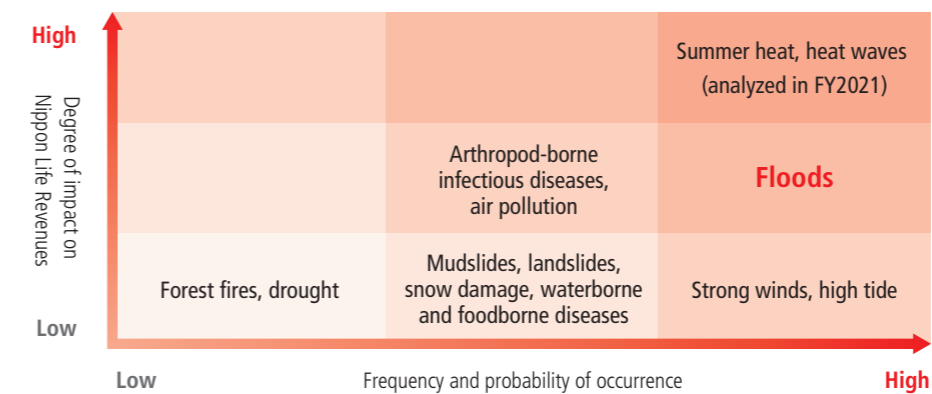 High
Degree of impact on
Nippon Life Revenues
Low
Summer heat, heat waves
(analyzed in FY2021)
Arthropod-borne
infectious diseases,
air pollution
Floods
Forest fires, drought
Mudslides, landslides,
snow damage, waterborne
and foodborne diseases
Strong winds, high tide
Low
Frequency and probability of occurrence
High